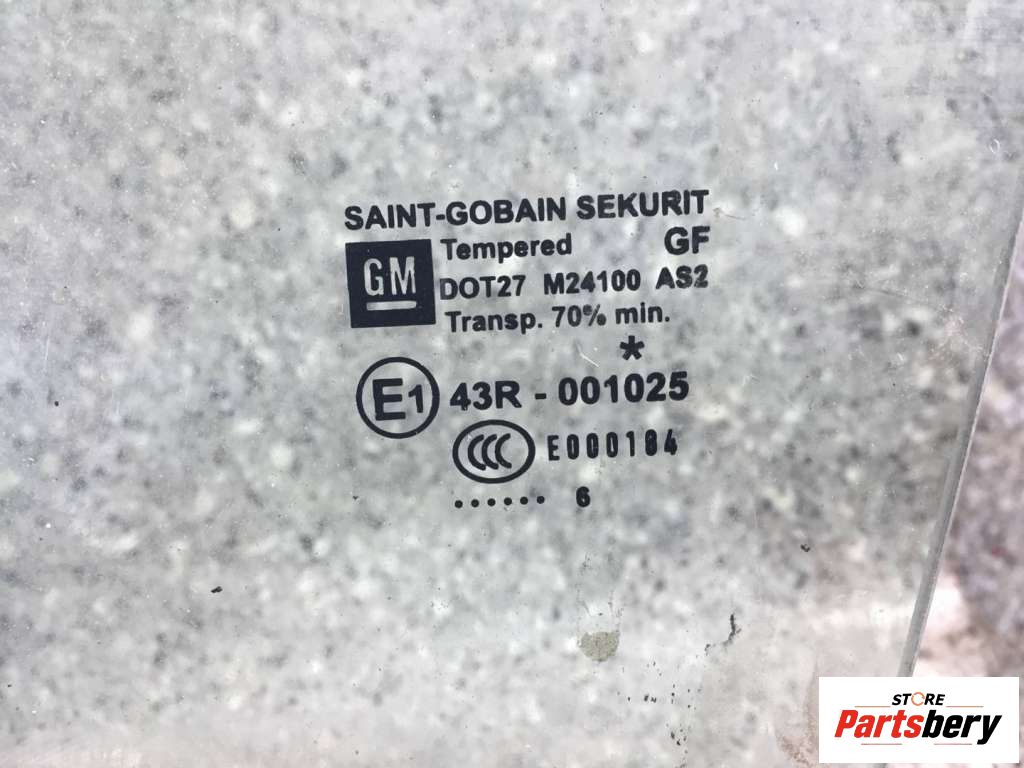 SAINT-GOBAIN SEKURIT
GM
Tempered GF
DOT27 M24100 AS2
Transp. 70% min.
*
E1 43R - 001025
CCC E000184
...... 6
STORE
Partsbery